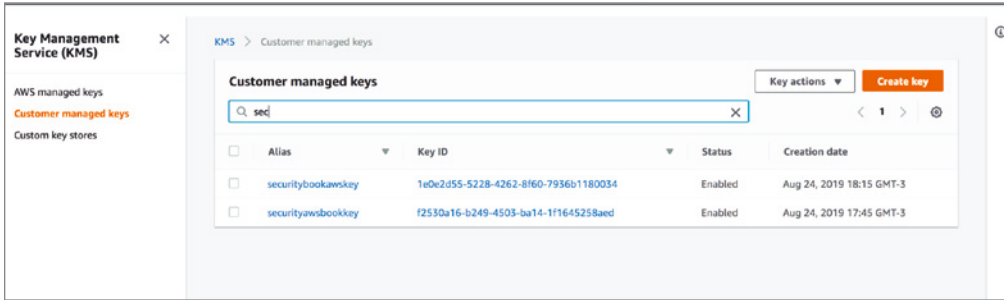 Key Management
Service (KMS)
AWS managed keys
Customer managed keys
Custom key stores
KMS > Customer managed keys
Customer managed keys
Key actions
Create key
sec
1
Alias Key ID Status Creation date
securitybookawskey 1e0e2d55-5228-4262-8f60-7936b1180034 Enabled Aug 24, 2019 18:15 GMT-3
securityawsbookkey f2530a16-b249-4503-ba14-1f1645258aed Enabled Aug 24, 2019 17:45 GMT-3